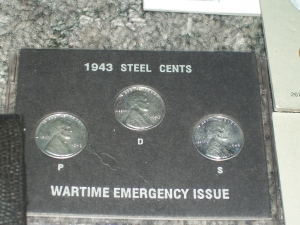 1943 STEEL CENTS
D
P
S
WARTIME EMERGENCY ISSUE